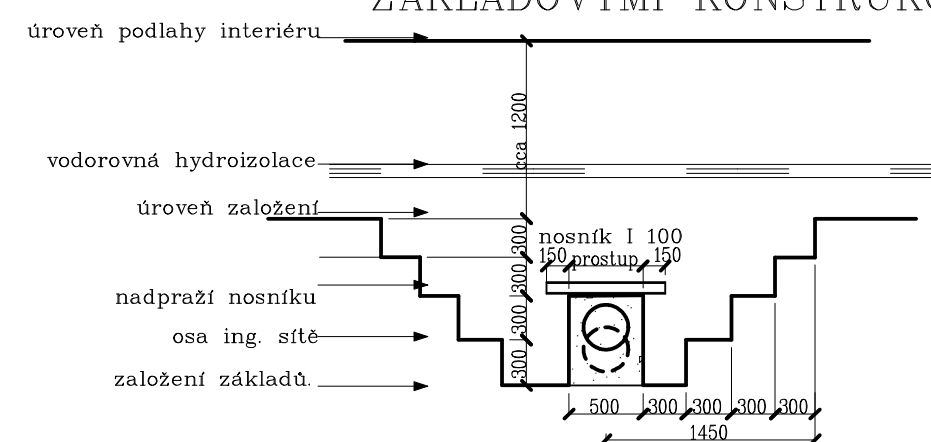 ZÁKLADOVÝMI KONSTRUKC
úroveň podlahy interiéru
cca 1200
vodorovná hydroizolace
úroveň založení
300
nosník I 100
150 prostup 150
300
nadpraží nosníku
300
osa ing. sítě
300
založení základů.
500 300 300 300 300
1450